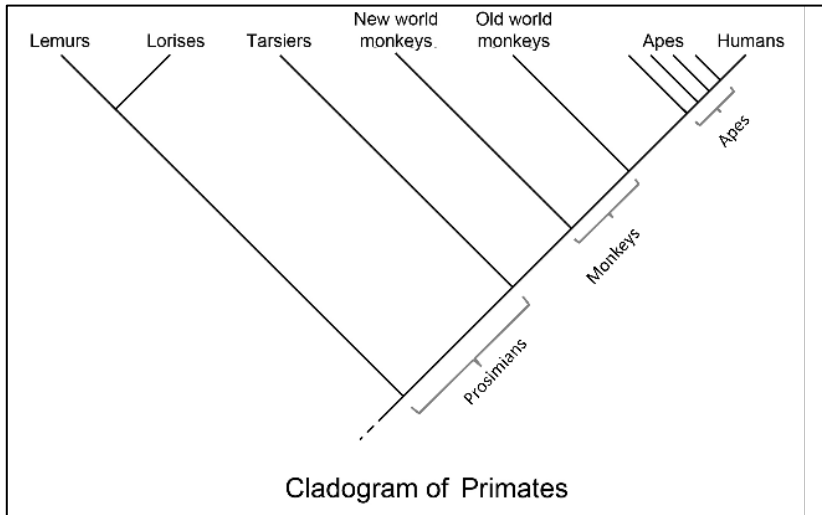 Lemurs
Lorises
Tarsiers
New world
monkeys
Old world
monkeys
Apes
Humans
Apes
Monkeys
Prosimians
Cladogram of Primates